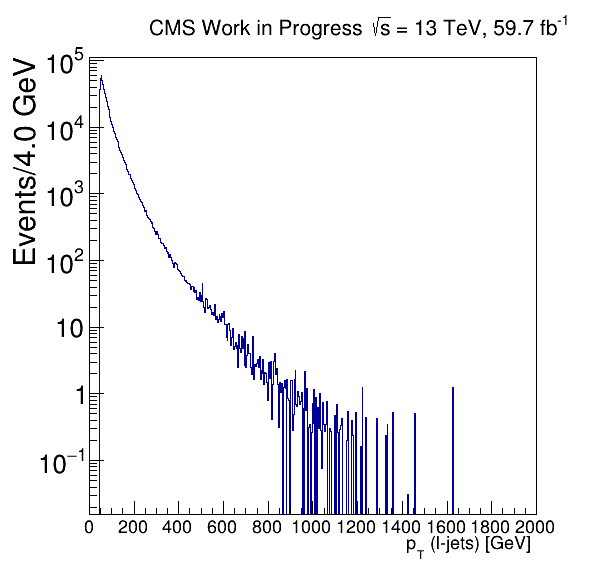 CMS Work in Progress √s = 13 TeV, 59.7 fb⁻¹
Events/4.0 GeV
10⁵
10⁴
10³
10²
10
1
10⁻¹
0 200 400 600 800 1000 1200 1400 1600 1800 2000
p_T (l-jets) [GeV]